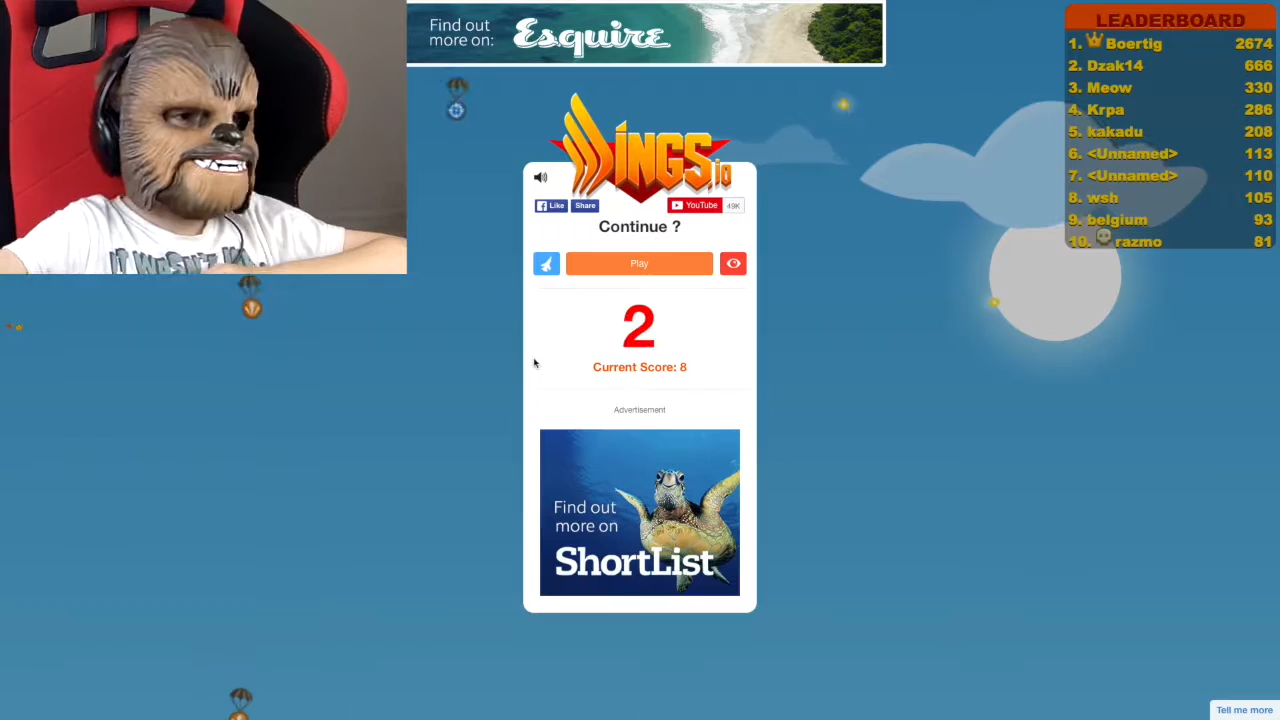 Find out
more on:
Esquire
LEADERBOARD
1. Boertig 2674
2. Dzak14 666
3. Meow 330
4. Krpa 286
5. kakadu 208
6. <Unnamed> 113
7. <Unnamed> 110
8. wsh 105
9. belgium 93
10. razmo 81
WINGS.io
Like Share YouTube 49K
Continue ?
Play
2
Current Score: 8
Advertisement
Find out
more on
ShortList
IT WASN'T
Tell me more